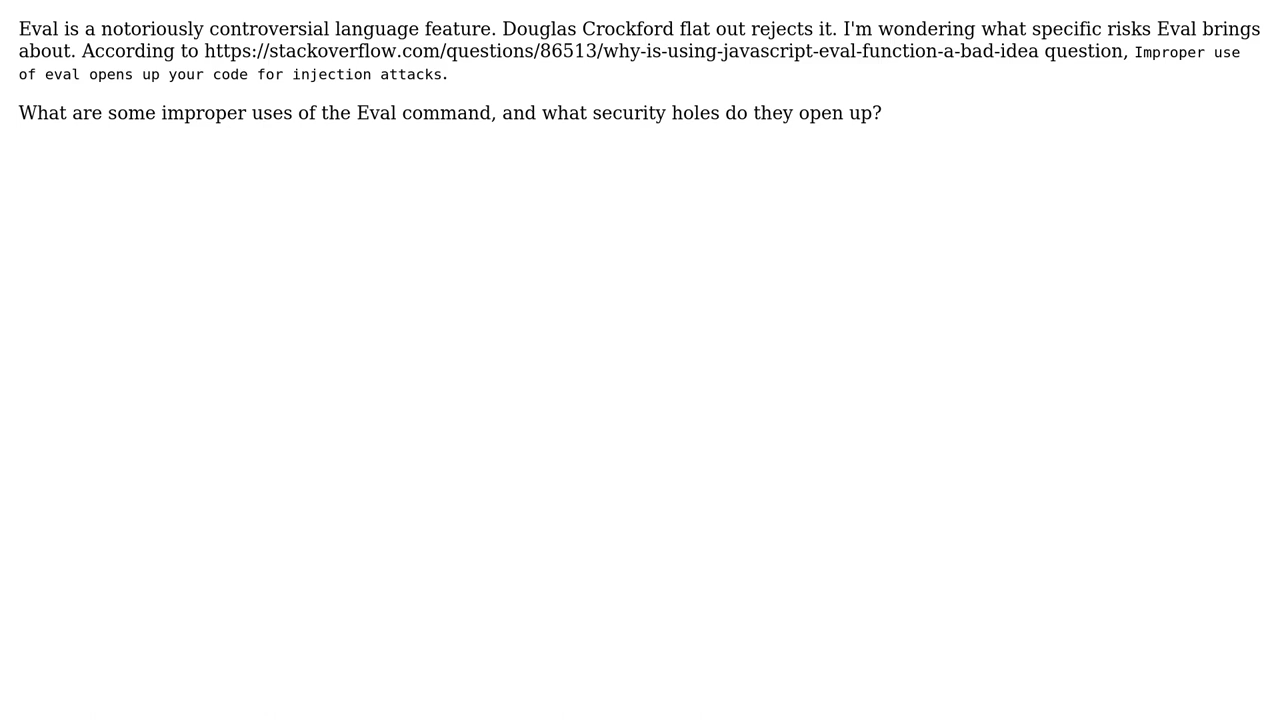 Eval is a notoriously controversial language feature. Douglas Crockford flat out rejects it. I'm wondering what specific risks Eval brings
about. According to https://stackoverflow.com/questions/86513/why-is-using-javascript-eval-function-a-bad-idea question, Improper use
of eval opens up your code for injection attacks.
What are some improper uses of the Eval command, and what security holes do they open up?